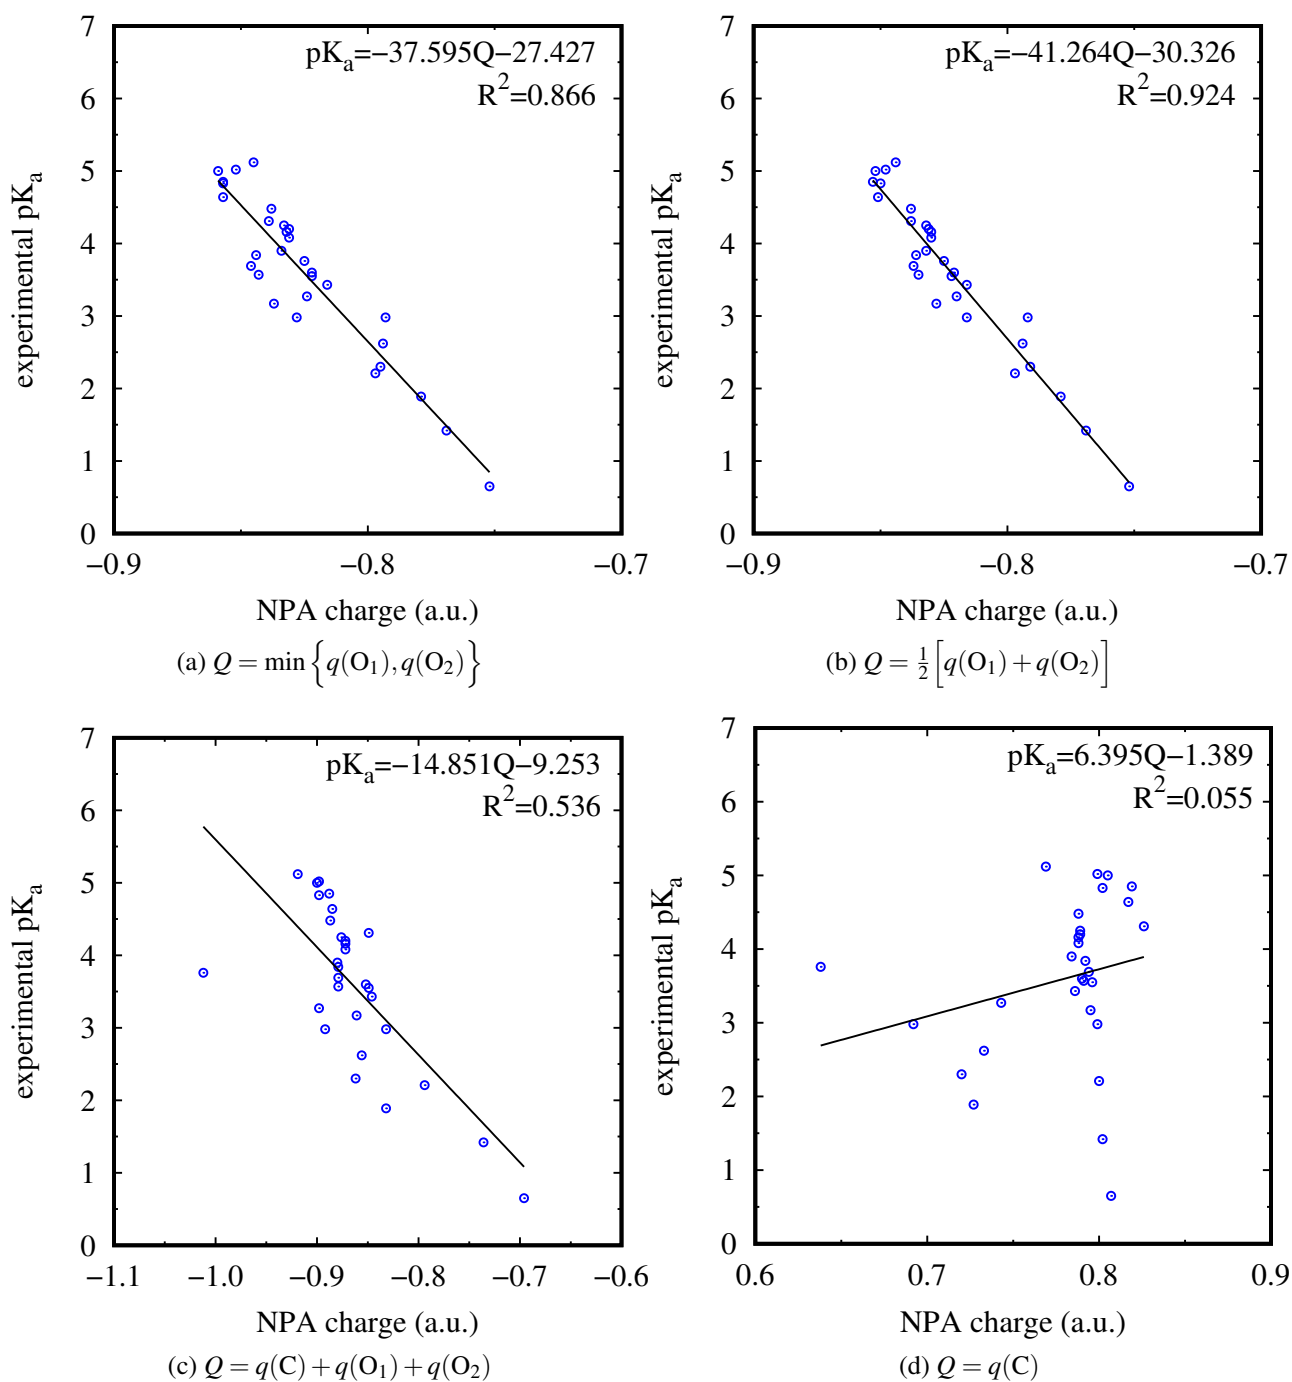 pKₐ=−37.595Q−27.427
R²=0.866
7
6
5
4
3
2
1
0
experimental pKₐ
−0.9 −0.8 −0.7
NPA charge (a.u.)
(a) Q = min {q(O₁), q(O₂)}
pKₐ=−41.264Q−30.326
R²=0.924
7
6
5
4
3
2
1
0
experimental pKₐ
−0.9 −0.8 −0.7
NPA charge (a.u.)
(b) Q = ½ [q(O₁) + q(O₂)]
pKₐ=−14.851Q−9.253
R²=0.536
7
6
5
4
3
2
1
0
experimental pKₐ
−1.1 −1.0 −0.9 −0.8 −0.7 −0.6
NPA charge (a.u.)
(c) Q = q(C) + q(O₁) + q(O₂)
pKₐ=6.395Q−1.389
R²=0.055
7
6
5
4
3
2
1
0
experimental pKₐ
0.6 0.7 0.8 0.9
NPA charge (a.u.)
(d) Q = q(C)